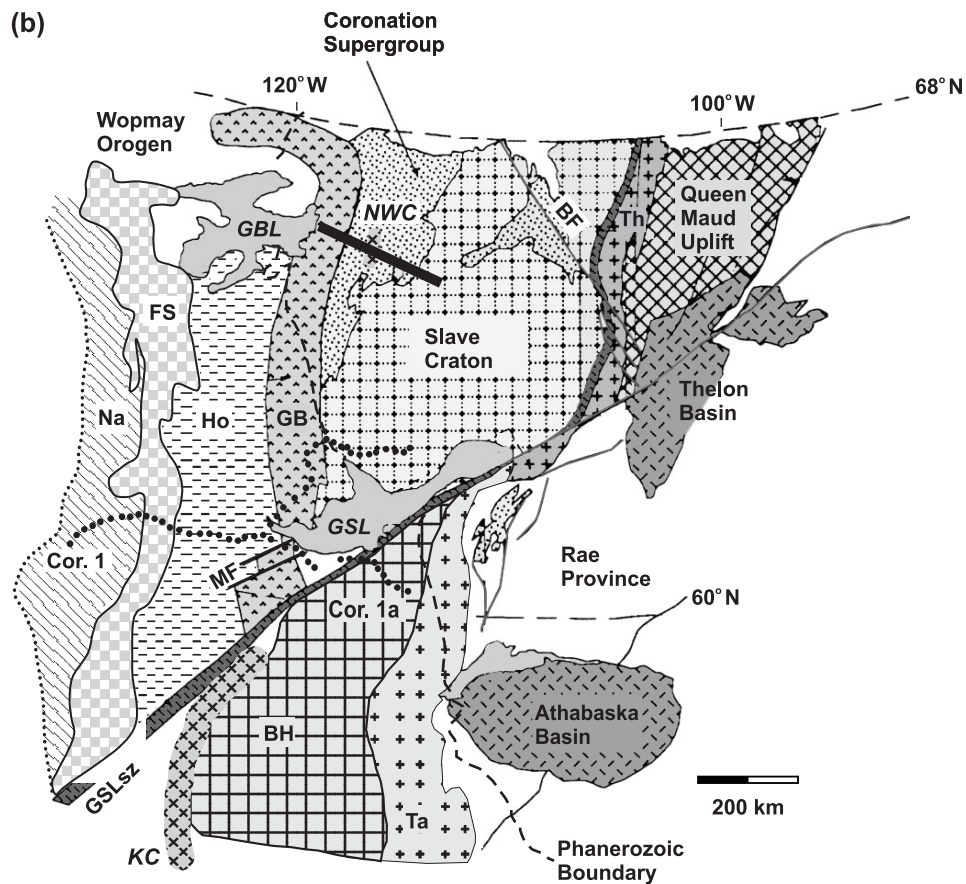 (b)
Coronation
Supergroup
120°W
100°W
68°N
Wopmay
Orogen
GBL
NWC
BF
Th
Queen
Maud
Uplift
FS
Slave
Craton
Thelon
Basin
Na
Ho
GB
GSL
Cor. 1
MF
Cor. 1a
Rae
Province
60°N
BH
Athabaska
Basin
GSLsz
200 km
Ta
KC
Phanerozoic
Boundary